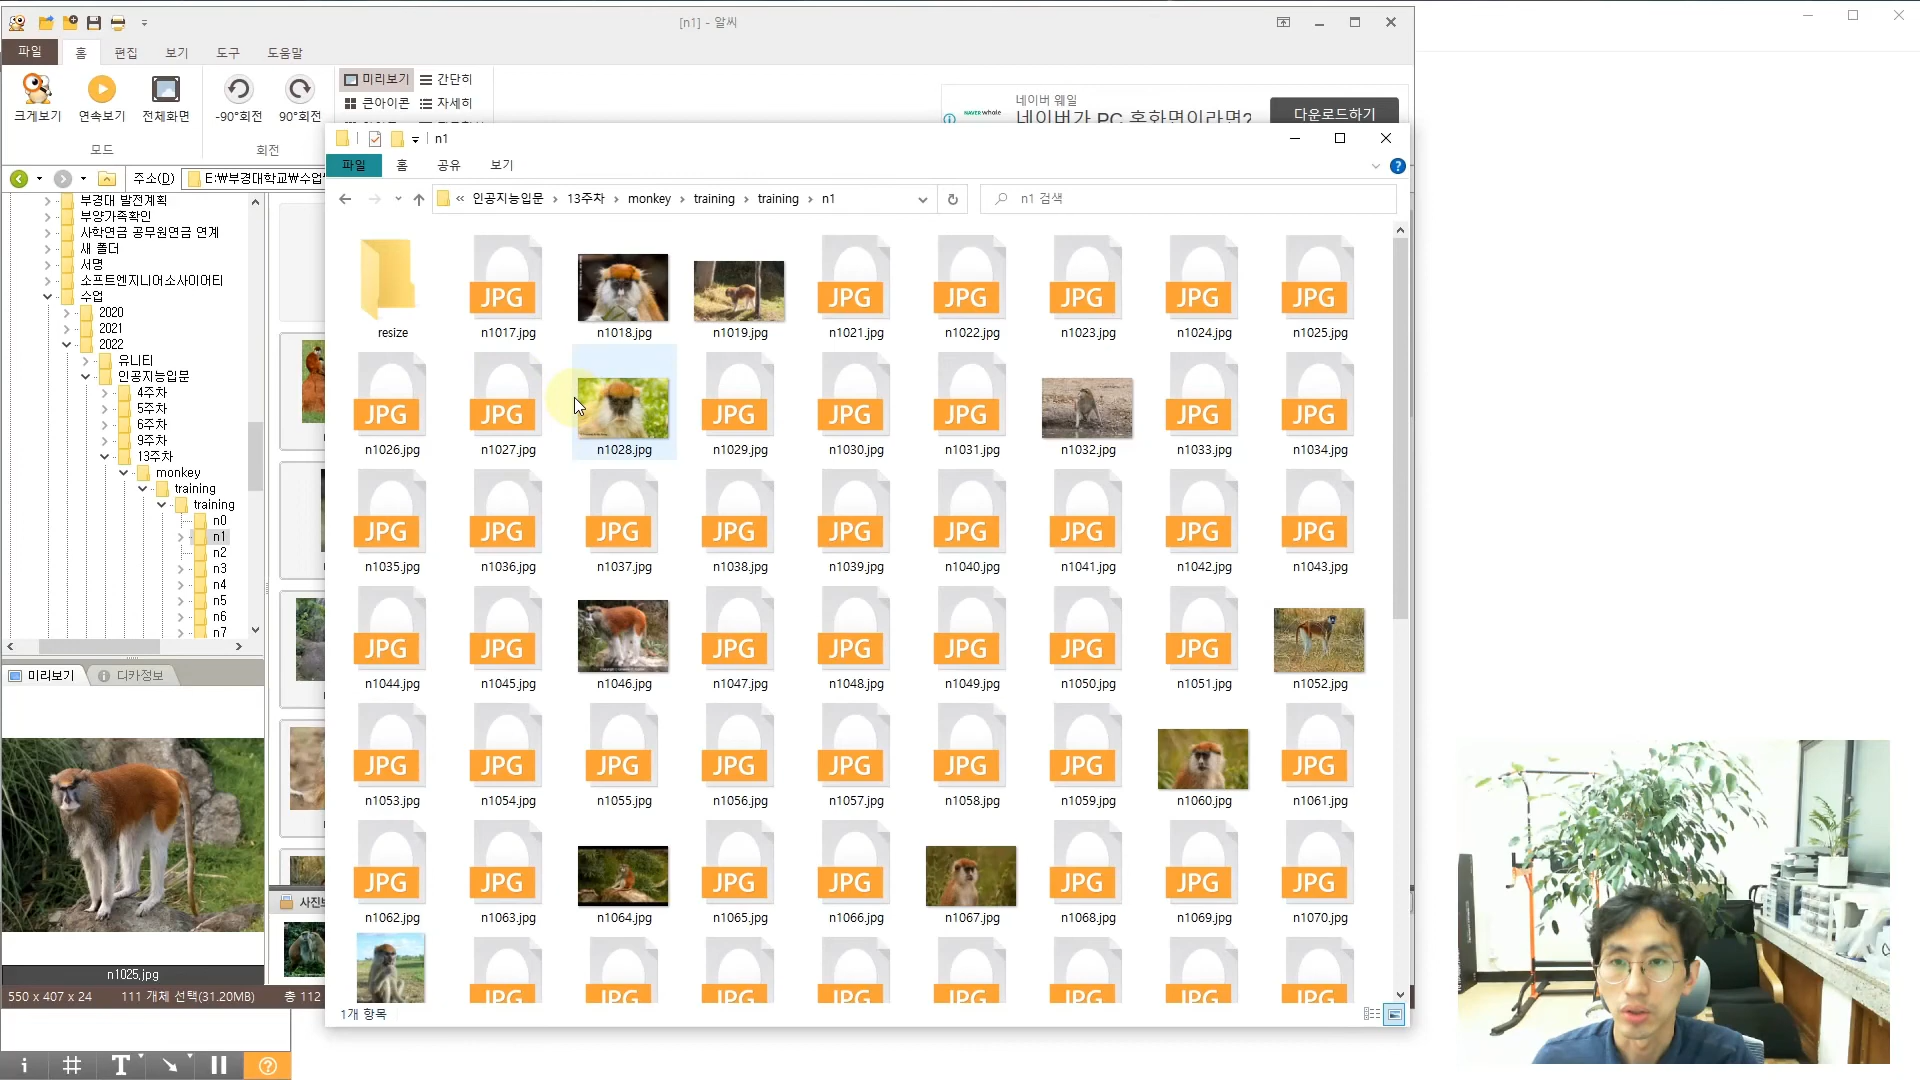 [n1] - 알씨
파일
홈
편집
보기
도구
도움말
크게보기
연속보기
전체화면
-90°회전
90°회전
미리보기
간단히
큰아이콘
자세히
모드
회전
네이버 웨일
NAVER whale
네이버가 PC 홈화면이라면?
다운로드하기
주소(D)
E:₩부경대학교₩수업
부경대 발전계획
부양가족확인
사학연금 공무원연금 연계
새 폴더
서명
소프트엔지니어소사이어티
수업
2020
2021
2022
유니티
인공지능입문
4주차
5주차
6주차
9주차
13주차
monkey
training
training
n0
n1
n2
n3
n4
n5
n6
n7
미리보기
디카정보
n1025.jpg
550 x 407 x 24
111 개체 선택(31.20MB)
총 112
n1
파일
홈
공유
보기
« 인공지능입문 › 13주차 › monkey › training › training › n1
n1 검색
resize
n1017.jpg
n1018.jpg
n1019.jpg
n1021.jpg
n1022.jpg
n1023.jpg
n1024.jpg
n1025.jpg
n1026.jpg
n1027.jpg
n1028.jpg
n1029.jpg
n1030.jpg
n1031.jpg
n1032.jpg
n1033.jpg
n1034.jpg
n1035.jpg
n1036.jpg
n1037.jpg
n1038.jpg
n1039.jpg
n1040.jpg
n1041.jpg
n1042.jpg
n1043.jpg
n1044.jpg
n1045.jpg
n1046.jpg
n1047.jpg
n1048.jpg
n1049.jpg
n1050.jpg
n1051.jpg
n1052.jpg
n1053.jpg
n1054.jpg
n1055.jpg
n1056.jpg
n1057.jpg
n1058.jpg
n1059.jpg
n1060.jpg
n1061.jpg
n1062.jpg
n1063.jpg
n1064.jpg
n1065.jpg
n1066.jpg
n1067.jpg
n1068.jpg
n1069.jpg
n1070.jpg
1개 항목